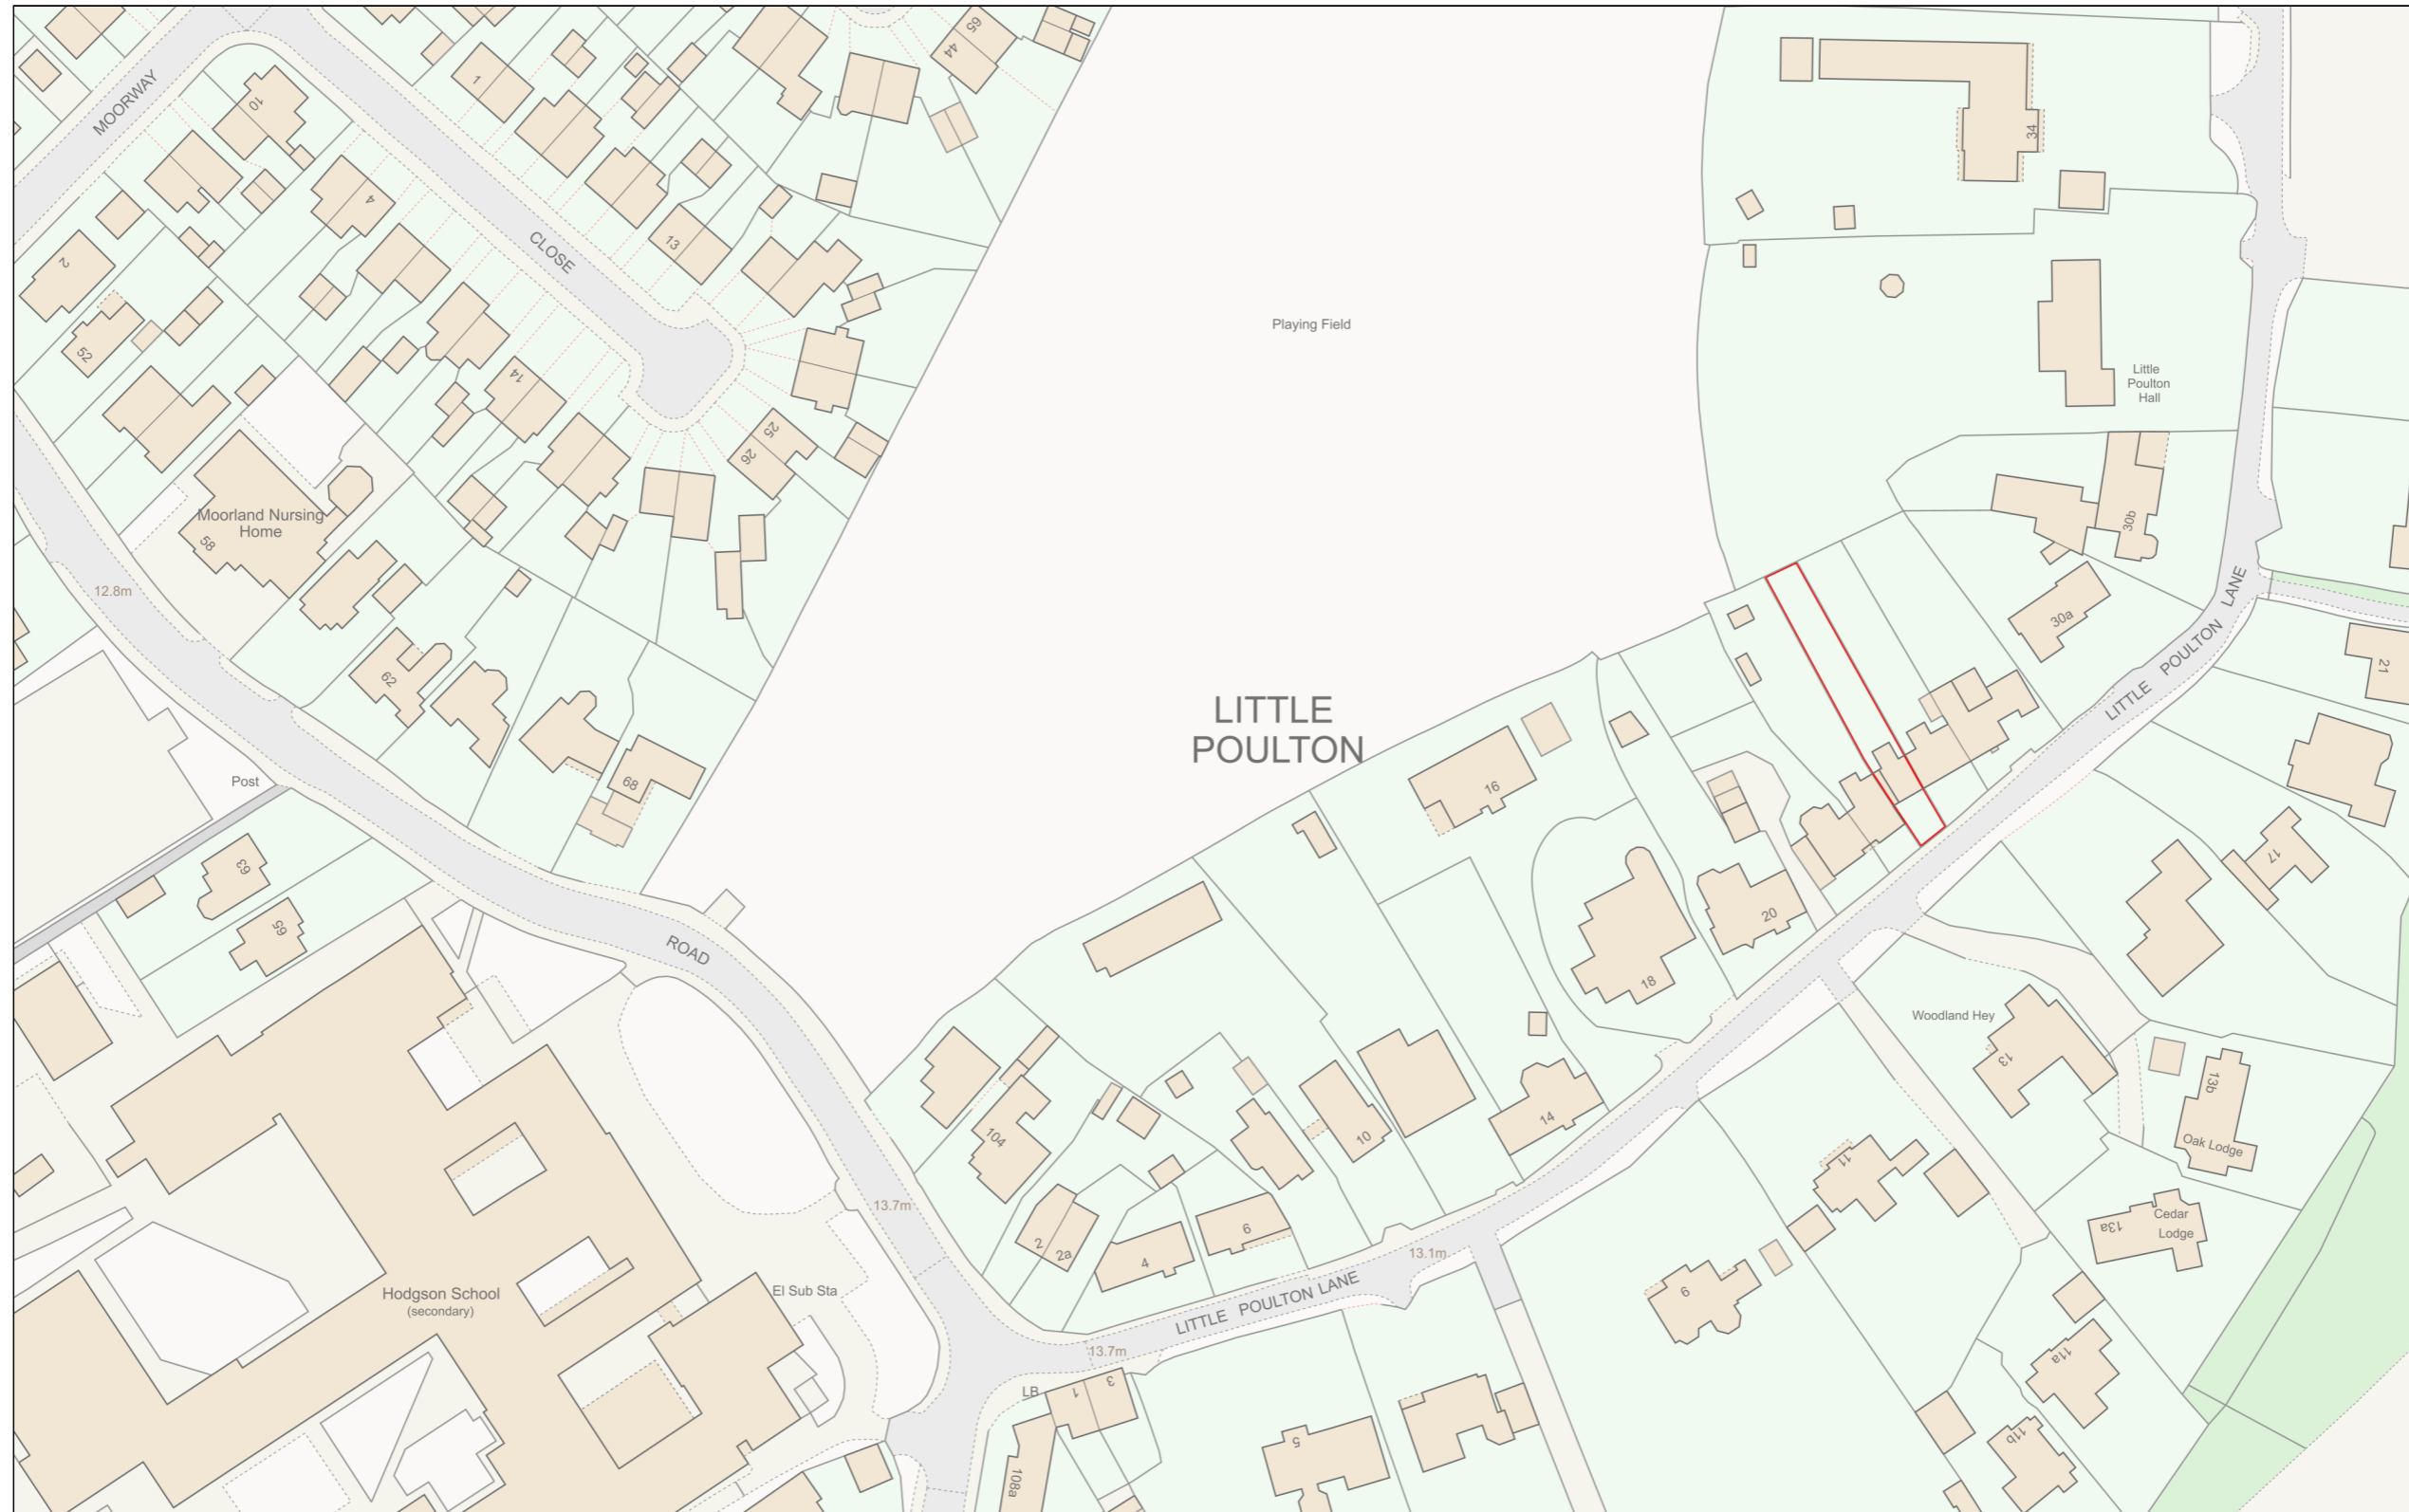 65
44
1
MOORWAY
10
34
4
CLOSE
13
2
52
Playing Field
14
Little
Poulton
Hall
25
26
Moorland Nursing
Home
58
30b
12.8m
30a
LITTLE POULTON LANE
62
21
LITTLE
POULTON
Post
68
16
63
17
65
20
ROAD
18
Woodland Hey
13
13b
104
10
14
Oak Lodge
11
13.7m
Cedar
Lodge
13a
2
2a
4
6
13.1m
Hodgson School
(secondary)
El Sub Sta
9
LITTLE POULTON LANE
13.7m
11a
LB
1
3
5
11b
108a